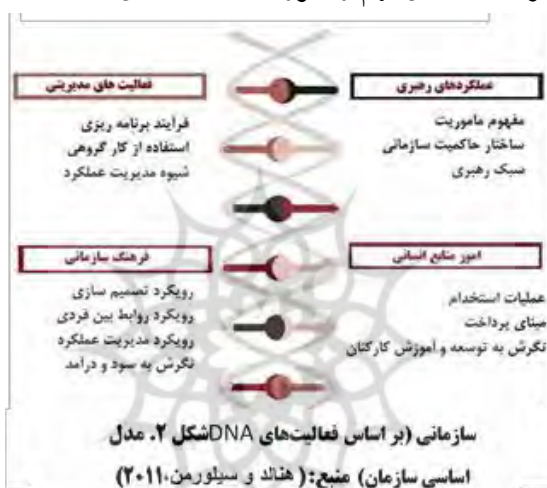 عملکردهای رهبری
مفهوم ماموریت
ساختار حاکمیت سازمانی
سبک رهبری
فعالیت های مدیریتی
فرآیند برنامه ریزی
استفاده از کار گروهی
شیوه مدیریت عملکرد
امور منابع انسانی
عملیات استخدام
مبنای پرداخت
نگرش به توسعه و آموزش کارکنان
فرهنگ سازمانی
رویکرد تصمیم سازی
رویکرد روابط بین فردی
رویکرد مدیریت عملکرد
نگرش به سود و درامد
سازمانی (بر اساس فعالیت‌های DNAشکل ۲. مدل
اساسی سازمان) منبع:( هنالد و سیلورمن،۲۰۱۱)